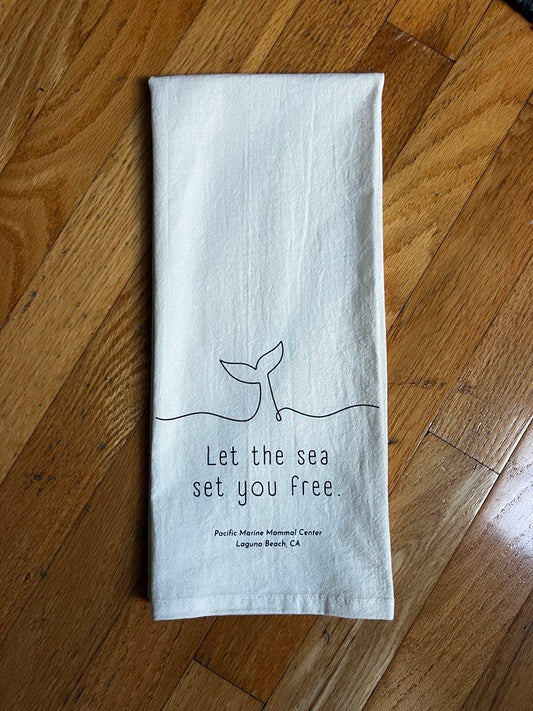 Let the sea
set you free.
Pacific Marine Mammal Center
Laguna Beach, CA